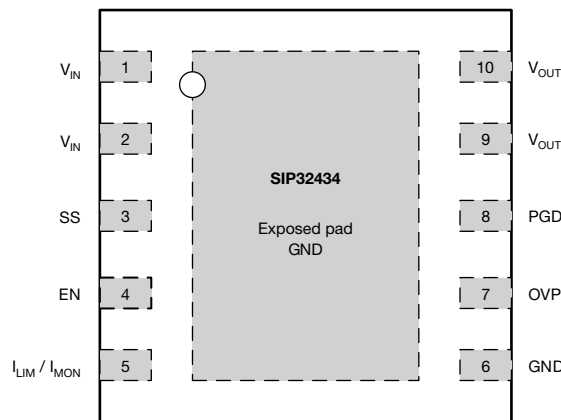 V_IN 1 10 V_OUT
V_IN 2 9 V_OUT
SIP32434
SS 3 8 PGD
Exposed pad
GND
EN 4 7 OVP
I_LIM / I_MON 5 6 GND